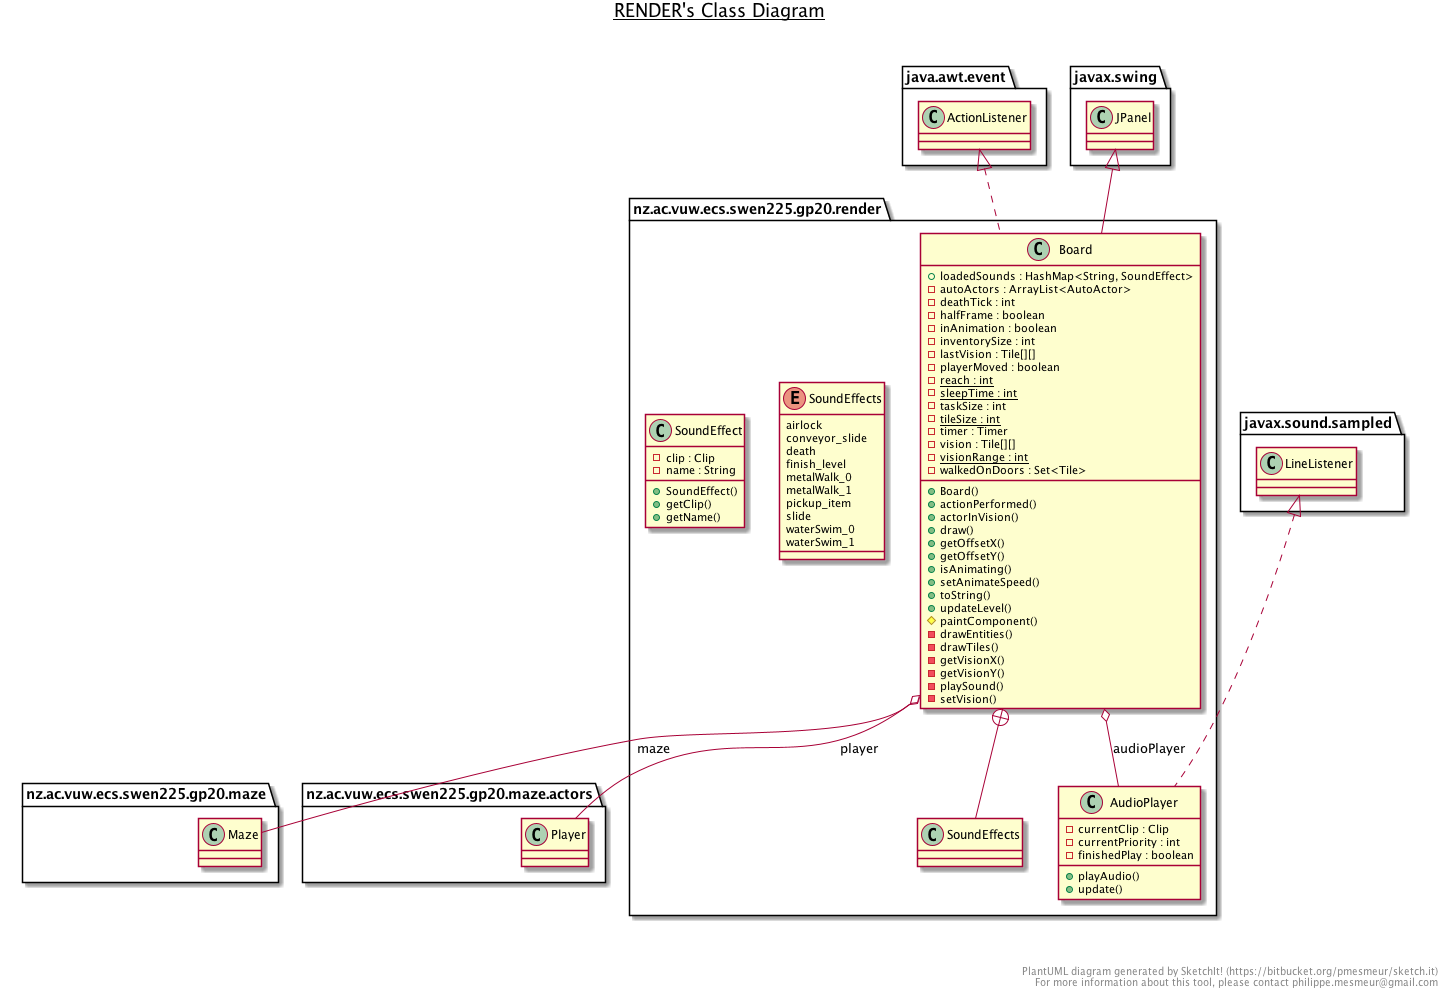 RENDER's Class Diagram
java.awt.event
javax.swing
C ActionListener
C JPanel
nz.ac.vuw.ecs.swen225.gp20.render
C Board
loadedSounds : HashMap<String, SoundEffect>
autoActors : ArrayList<AutoActor>
deathTick : int
halfFrame : boolean
inAnimation : boolean
inventorySize : int
lastVision : Tile[][]
playerMoved : boolean
reach : int
sleepTime : int
taskSize : int
tileSize : int
timer : Timer
vision : Tile[][]
visionRange : int
walkedOnDoors : Set<Tile>
Board()
actionPerformed()
actorInVision()
draw()
getOffsetX()
getOffsetY()
isAnimating()
setAnimateSpeed()
toString()
updateLevel()
paintComponent()
drawEntities()
drawTiles()
getVisionX()
getVisionY()
playSound()
setVision()
C SoundEffect
clip : Clip
name : String
SoundEffect()
getClip()
getName()
E SoundEffects
airlock
conveyor_slide
death
finish_level
metalWalk_0
metalWalk_1
pickup_item
slide
waterSwim_0
waterSwim_1
javax.sound.sampled
C LineListener
maze
player
audioPlayer
nz.ac.vuw.ecs.swen225.gp20.maze
C Maze
nz.ac.vuw.ecs.swen225.gp20.maze.actors
C Player
C SoundEffects
C AudioPlayer
currentClip : Clip
currentPriority : int
finishedPlay : boolean
playAudio()
update()
PlantUML diagram generated by SketchIt! (https://bitbucket.org/pmesmeur/sketch.it)
For more information about this tool, please contact philippe.mesmeur@gmail.com